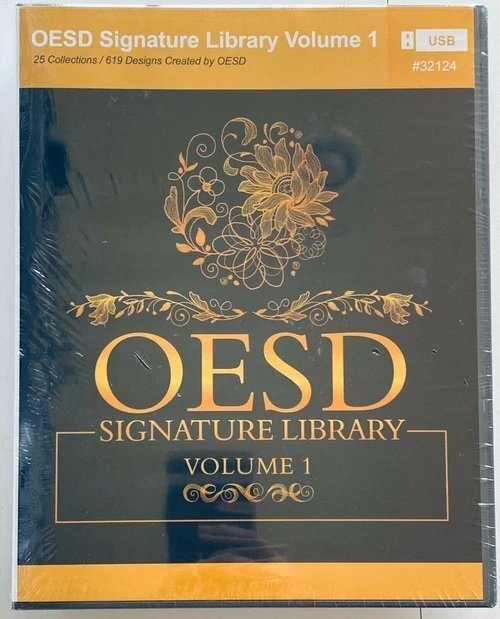 OESD Signature Library Volume 1
USB
25 Collections / 619 Designs Created by OESD
#32124
OESD
SIGNATURE LIBRARY
VOLUME 1